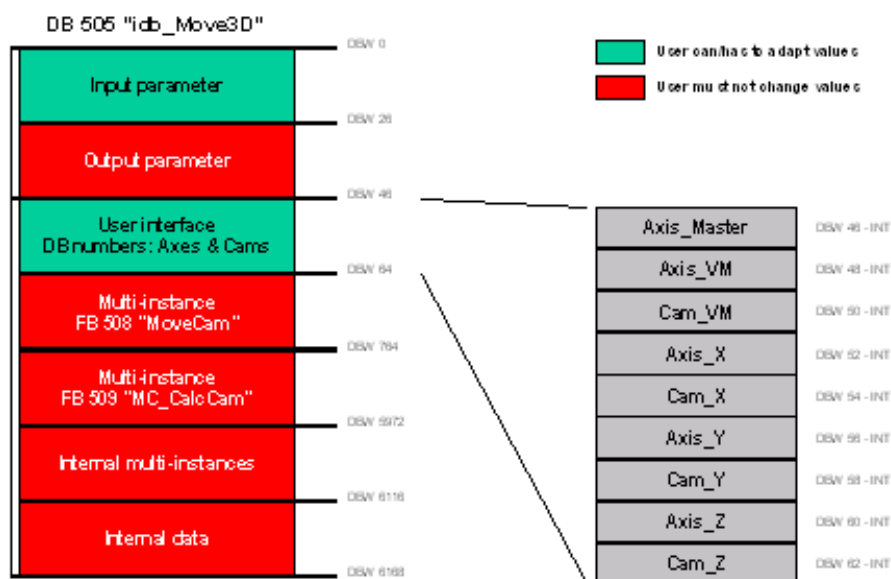 DB 505 "idb_Move3D"
DBW 0
User can/has to adapt values
Input parameter
User must not change values
DBW 26
Output parameter
DBW 46
User interface
DB numbers: Axes & Cams
Axis_Master
DBW 46 - INT
DBW 64
Axis_VM
DBW 48 - INT
Multi-instance
FB 508 "MoveCam"
Cam_VM
DBW 50 - INT
DBW 764
Axis_X
DBW 52 - INT
Multi-instance
FB 509 "MC_CalcCam"
Cam_X
DBW 54 - INT
DBW 5972
Axis_Y
DBW 56 - INT
Internal multi-instances
Cam_Y
DBW 58 - INT
DBW 6116
Axis_Z
DBW 60 - INT
Internal data
Cam_Z
DBW 62 - INT
DBW 6168